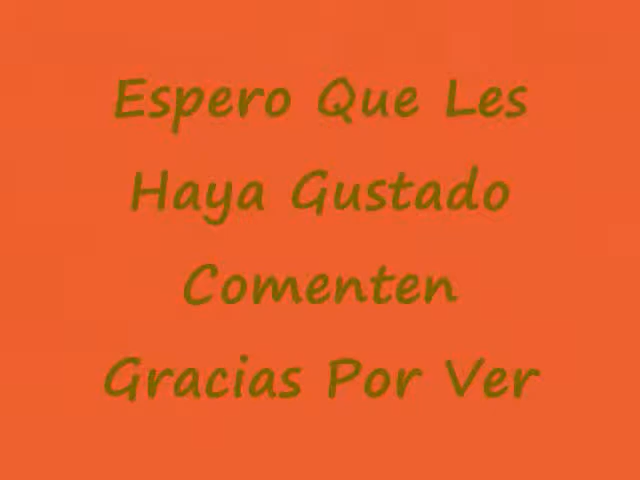 Espero Que Les
Haya Gustado
Comenten
Gracias Por Ver